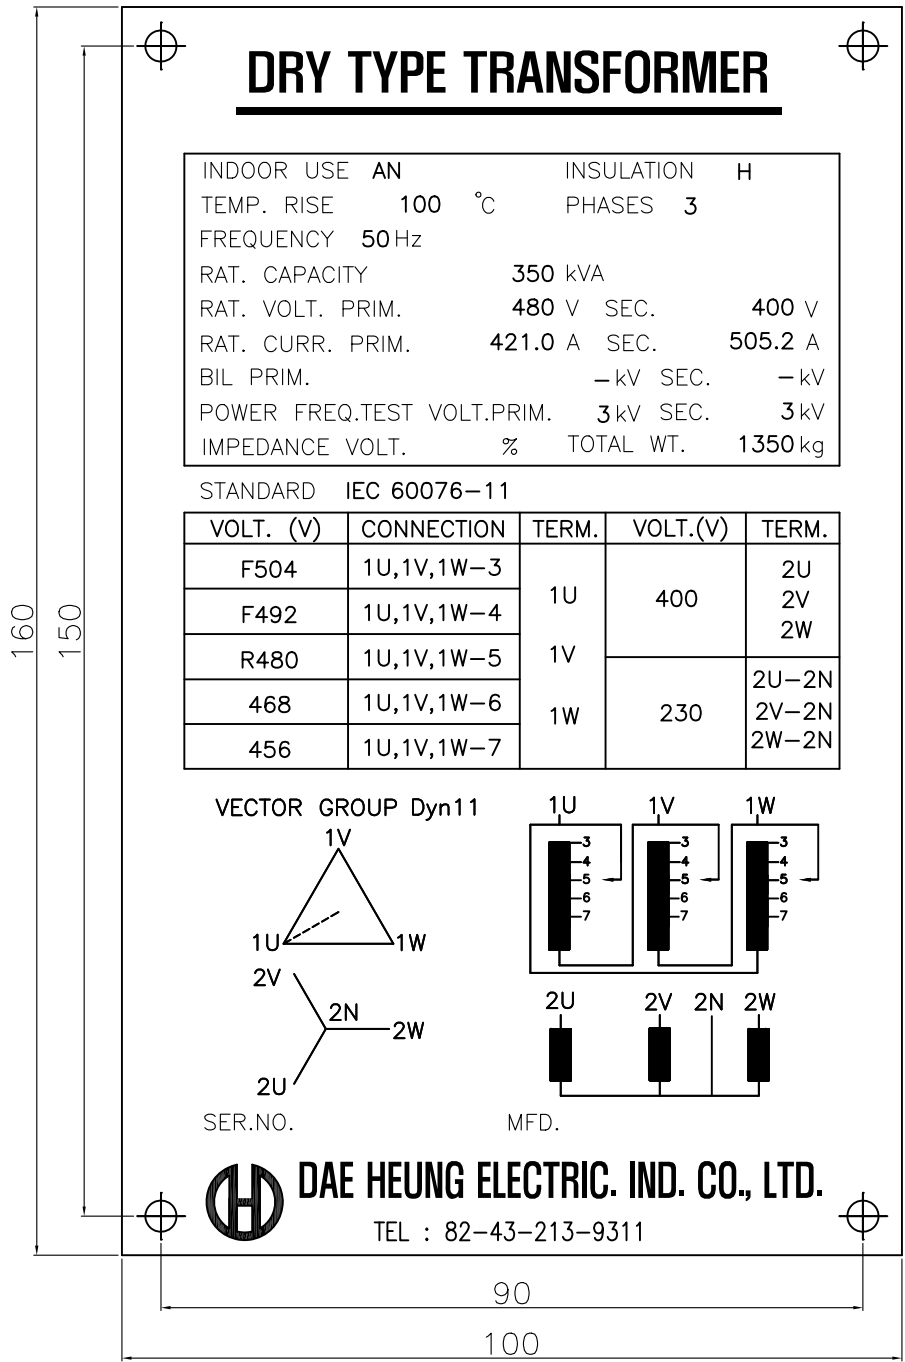 DRY TYPE TRANSFORMER
INDOOR USE AN INSULATION H
TEMP. RISE 100 °C PHASES 3
FREQUENCY 50 Hz
RAT. CAPACITY 350 kVA
RAT. VOLT. PRIM. 480 V SEC. 400 V
RAT. CURR. PRIM. 421.0 A SEC. 505.2 A
BIL PRIM. – kV SEC. – kV
POWER FREQ.TEST VOLT.PRIM. 3 kV SEC. 3 kV
IMPEDANCE VOLT. % TOTAL WT. 1350 kg
STANDARD IEC 60076–11
VOLT. (V) CONNECTION TERM. VOLT.(V) TERM.
F504 1U,1V,1W–3
F492 1U,1V,1W–4
R480 1U,1V,1W–5
468 1U,1V,1W–6
456 1U,1V,1W–7
1U
1V
1W
400
2U
2V
2W
230
2U–2N
2V–2N
2W–2N
VECTOR GROUP Dyn11
1V
1U 1W
2V
2N
2W
2U
1U 1V 1W
3 3 3
4 4 4
5 5 5
6 6 6
7 7 7
2U 2V 2N 2W
SER.NO. MFD.
DAE HEUNG ELECTRIC. IND. CO., LTD.
TEL : 82–43–213–9311
160
150
90
100